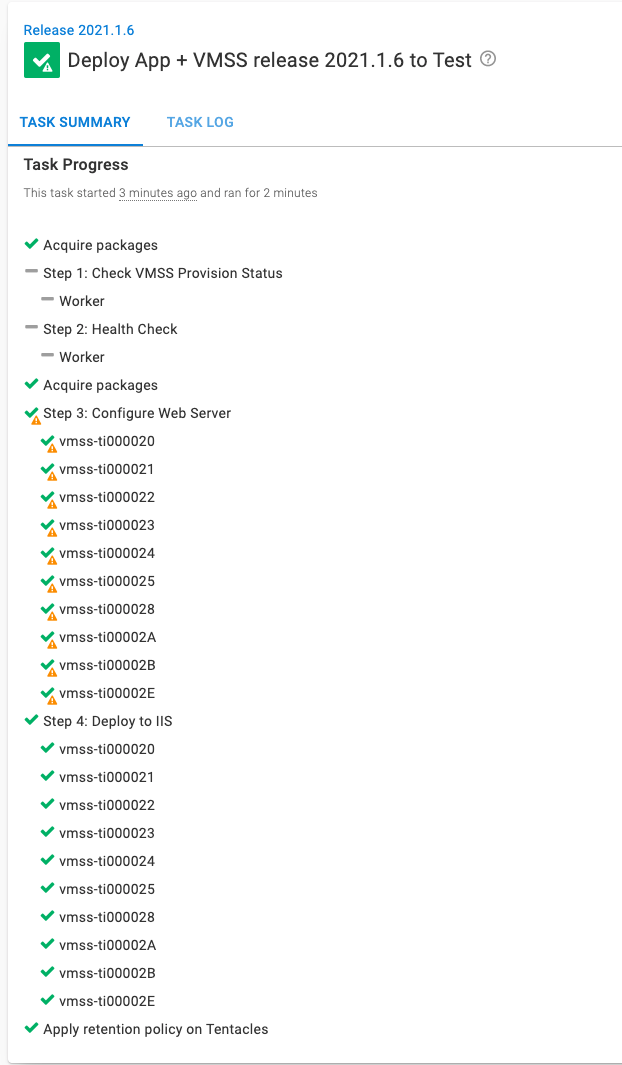 Release 2021.1.6
Deploy App + VMSS release 2021.1.6 to Test ?
TASK SUMMARY TASK LOG
Task Progress
This task started 3 minutes ago and ran for 2 minutes
Acquire packages
Step 1: Check VMSS Provision Status
Worker
Step 2: Health Check
Worker
Acquire packages
Step 3: Configure Web Server
vmss-ti000020
vmss-ti000021
vmss-ti000022
vmss-ti000023
vmss-ti000024
vmss-ti000025
vmss-ti000028
vmss-ti00002A
vmss-ti00002B
vmss-ti00002E
Step 4: Deploy to IIS
vmss-ti000020
vmss-ti000021
vmss-ti000022
vmss-ti000023
vmss-ti000024
vmss-ti000025
vmss-ti000028
vmss-ti00002A
vmss-ti00002B
vmss-ti00002E
Apply retention policy on Tentacles